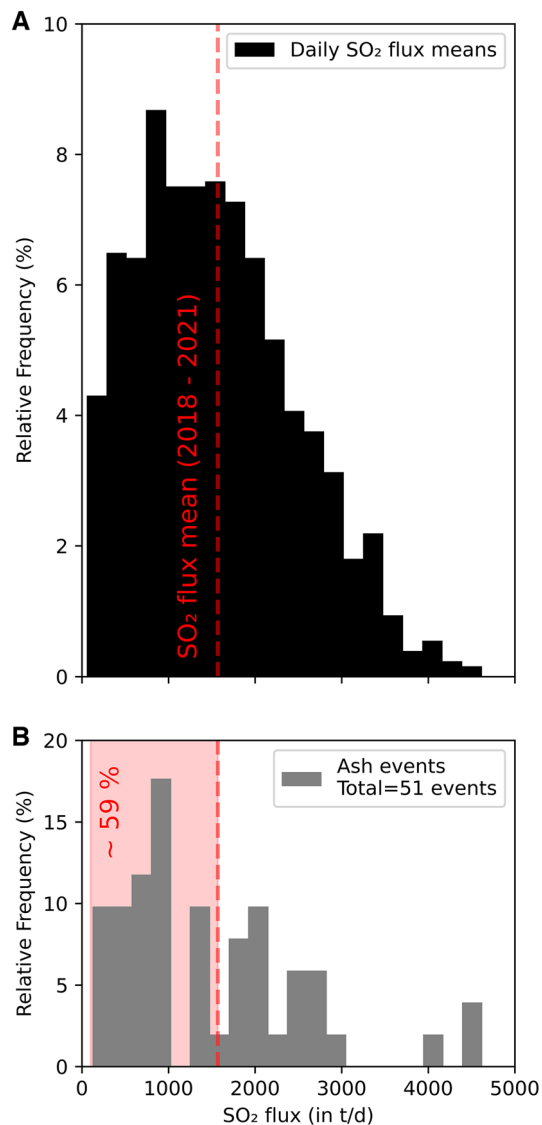 A
10
8
6
4
2
0
Relative Frequency (%)
Daily SO₂ flux means
SO₂ flux mean (2018 - 2021)
B
20
15
10
5
0
Relative Frequency (%)
~ 59 %
Ash events
Total=51 events
0 1000 2000 3000 4000 5000
SO₂ flux (in t/d)